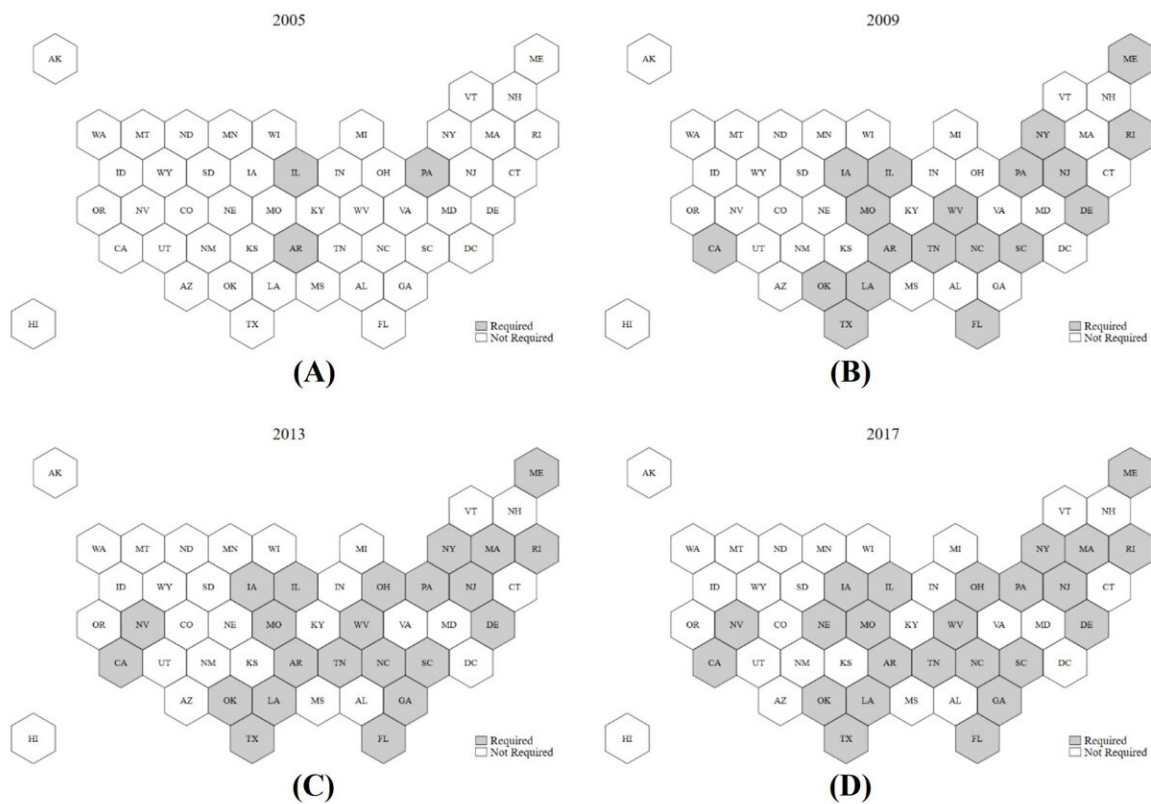 2005
AK
ME
VT NH
WA MT ND MN WI MI NY MA RI
ID WY SD IA IL IN OH PA NJ CT
OR NV CO NE MO KY WV VA MD DE
CA UT NM KS AR TN NC SC DC
AZ OK LA MS AL GA
HI TX FL
Required
Not Required
(A)
2009
AK
ME
VT NH
WA MT ND MN WI MI NY MA RI
ID WY SD IA IL IN OH PA NJ CT
OR NV CO NE MO KY WV VA MD DE
CA UT NM KS AR TN NC SC DC
AZ OK LA MS AL GA
HI TX FL
Required
Not Required
(B)
2013
AK
ME
VT NH
WA MT ND MN WI MI NY MA RI
ID WY SD IA IL IN OH PA NJ CT
OR NV CO NE MO KY WV VA MD DE
CA UT NM KS AR TN NC SC DC
AZ OK LA MS AL GA
HI TX FL
Required
Not Required
(C)
2017
AK
ME
VT NH
WA MT ND MN WI MI NY MA RI
ID WY SD IA IL IN OH PA NJ CT
OR NV CO NE MO KY WV VA MD DE
CA UT NM KS AR TN NC SC DC
AZ OK LA MS AL GA
HI TX FL
Required
Not Required
(D)